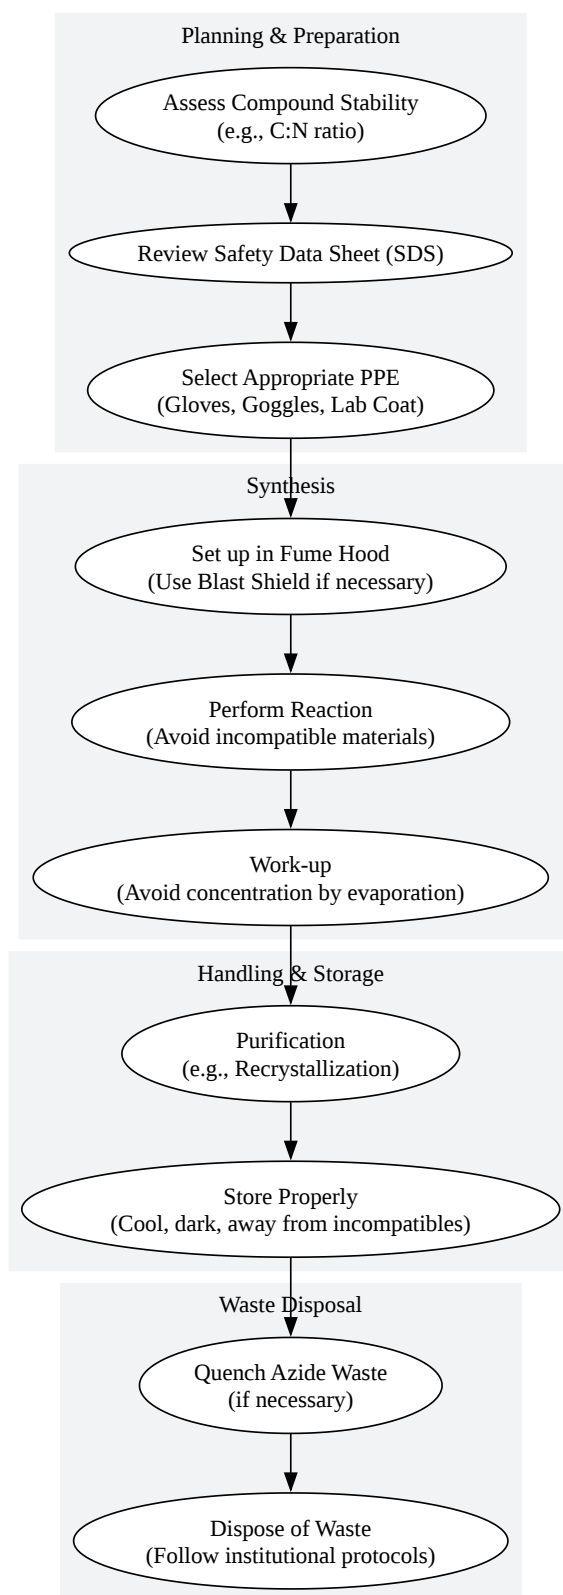 Planning & Preparation
Assess Compound Stability
(e.g., C:N ratio)
Review Safety Data Sheet (SDS)
Select Appropriate PPE
(Gloves, Goggles, Lab Coat)
Synthesis
Set up in Fume Hood
(Use Blast Shield if necessary)
Perform Reaction
(Avoid incompatible materials)
Work-up
(Avoid concentration by evaporation)
Handling & Storage
Purification
(e.g., Recrystallization)
Store Properly
(Cool, dark, away from incompatibles)
Waste Disposal
Quench Azide Waste
(if necessary)
Dispose of Waste
(Follow institutional protocols)